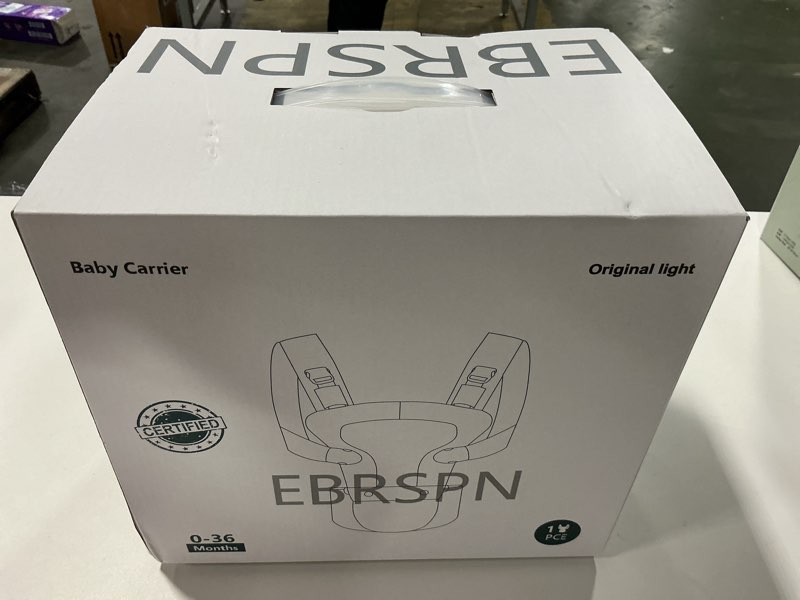 EBRSPN
Baby Carrier
Original light
CERTIFIED
EBRSPN
0-36
Months
1
PCE